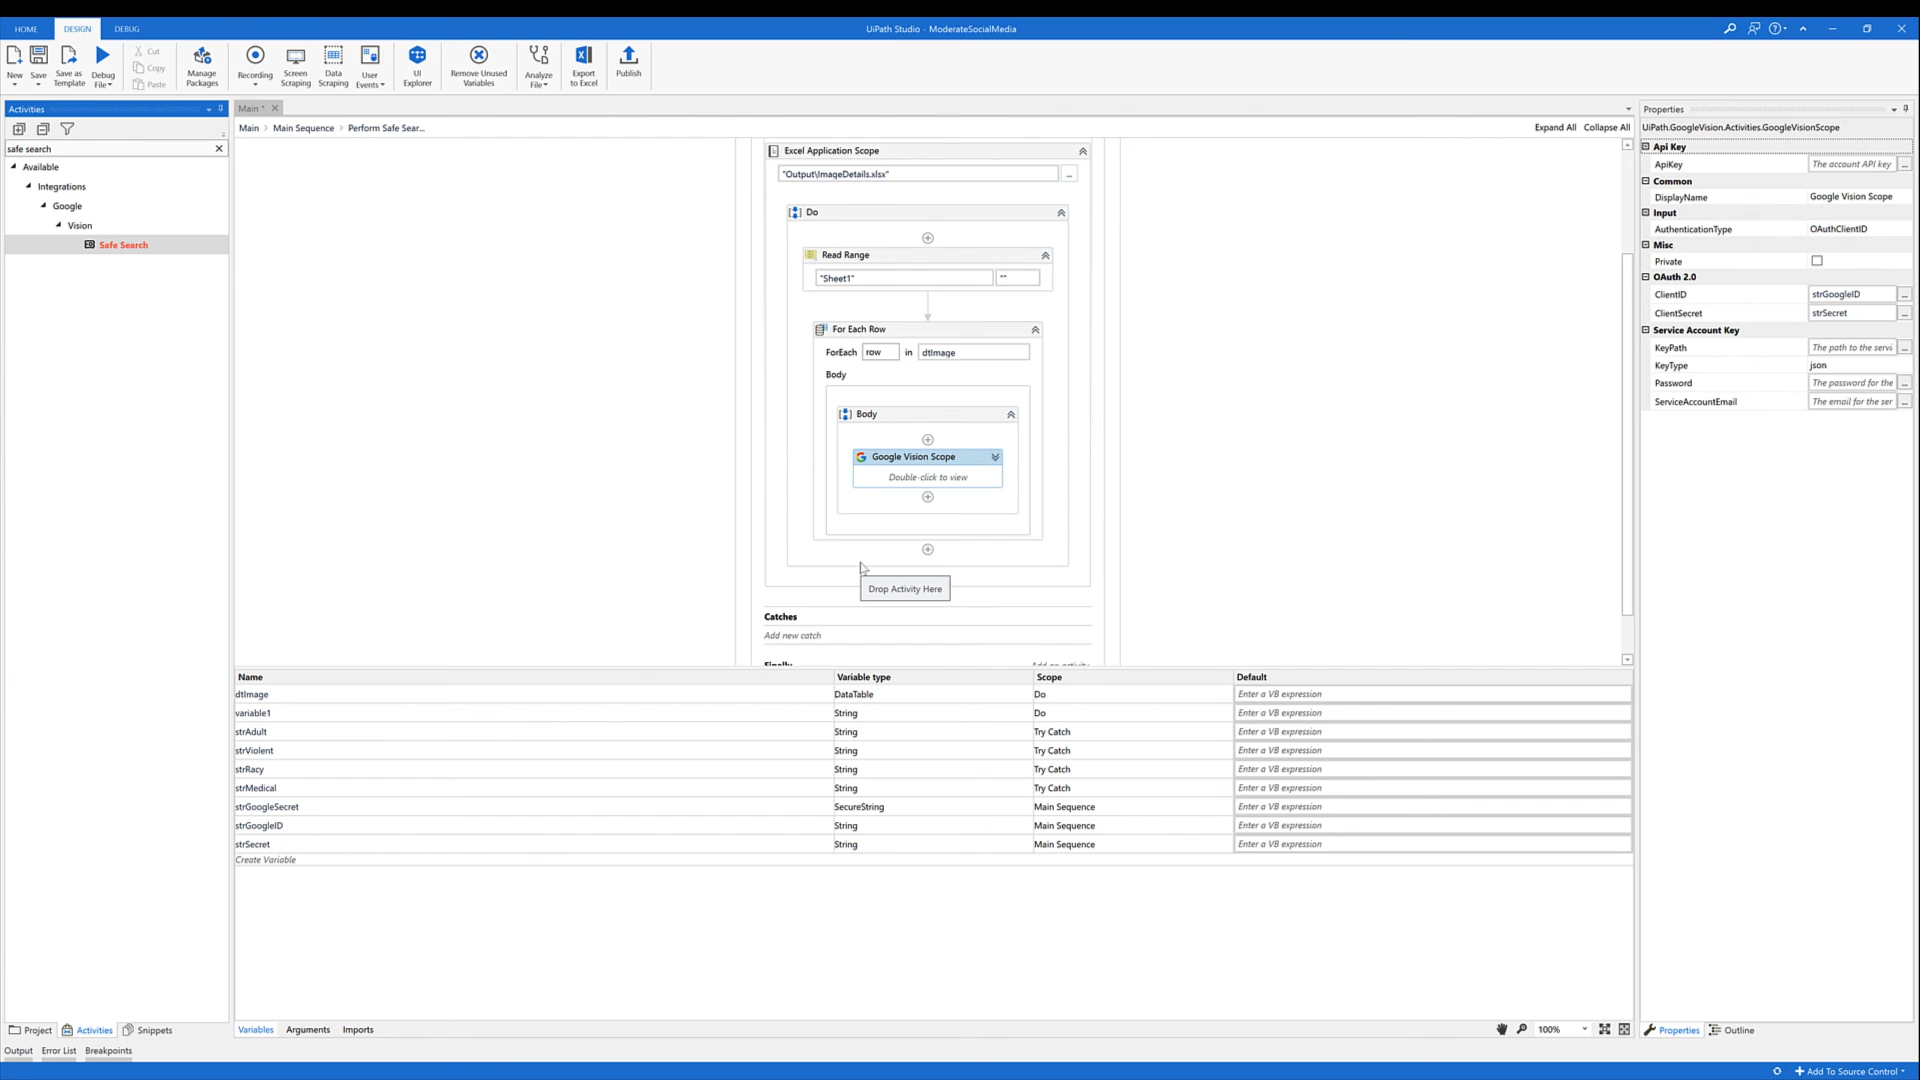 UiPath Studio - ModerateSocialMedia
HOME DESIGN DEBUG
New Save Save as Template Debug File Cut Copy Paste Manage Packages Recording Screen Scraping Data Scraping User Events UI Explorer Remove Unused Variables Analyze File Export to Excel Publish
Activities
safe search
Available
Integrations
Google
Vision
Safe Search
Project Activities Snippets
Main *
Main > Main Sequence > Perform Safe Sear...
Expand All Collapse All
Excel Application Scope
"Output\ImageDetails.xlsx" ...
Do
Read Range
"Sheet1" ""
For Each Row
ForEach row in dtImage
Body
Body
Google Vision Scope
Double-click to view
Drop Activity Here
Catches
Add new catch
Finally Add an activity
Name Variable type Scope Default
dtImage DataTable Do Enter a VB expression
variable1 String Do Enter a VB expression
strAdult String Try Catch Enter a VB expression
strViolent String Try Catch Enter a VB expression
strRacy String Try Catch Enter a VB expression
strMedical String Try Catch Enter a VB expression
strGoogleSecret SecureString Main Sequence Enter a VB expression
strGoogleID String Main Sequence Enter a VB expression
strSecret String Main Sequence Enter a VB expression
Create Variable
Variables Arguments Imports
100%
Properties
UiPath.GoogleVision.Activities.GoogleVisionScope
Api Key
ApiKey The account API key ...
Common
DisplayName Google Vision Scope
Input
AuthenticationType OAuthClientID
Misc
Private
OAuth 2.0
ClientID strGoogleID ...
ClientSecret strSecret ...
Service Account Key
KeyPath The path to the servi ...
KeyType json
Password The password for the ...
ServiceAccountEmail The email for the ser ...
Properties Outline
Output Error List Breakpoints
Add To Source Control